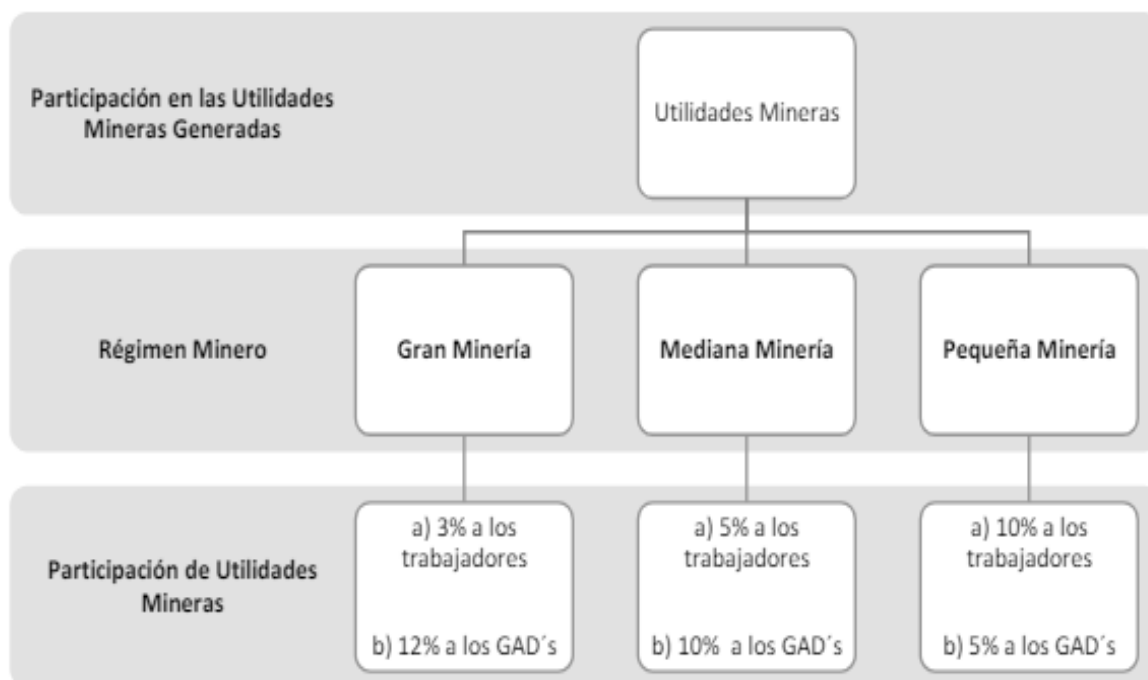 Participación en las Utilidades
Mineras Generadas
Utilidades Mineras
Régimen Minero
Gran Minería
Mediana Minería
Pequeña Minería
Participación de Utilidades
Mineras
a) 3% a los
trabajadores
b) 12% a los GAD´s
a) 5% a los
trabajadores
b) 10% a los GAD´s
a) 10% a los
trabajadores
b) 5% a los GAD´s